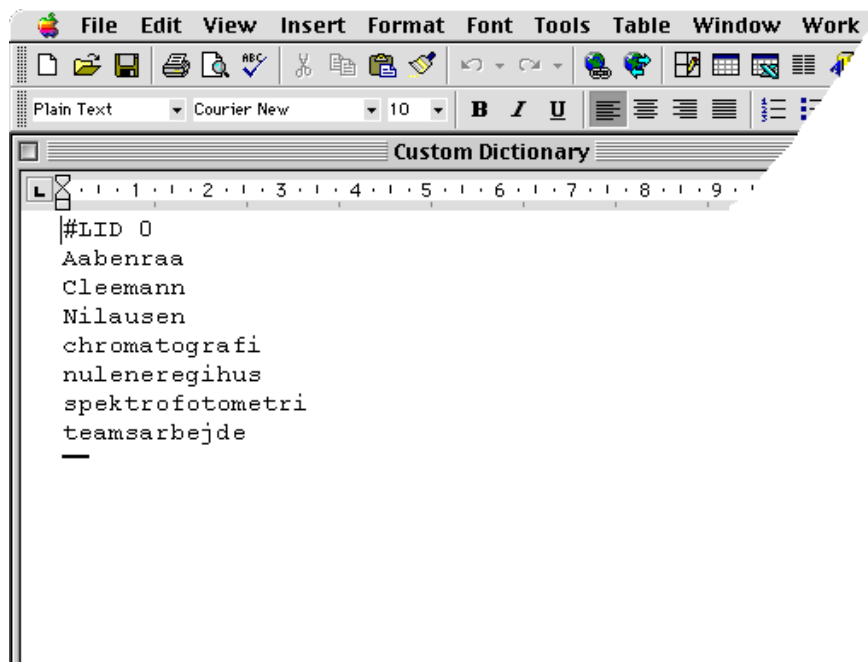 File Edit View Insert Format Font Tools Table Window Work
ABC
Plain Text Courier New 10 B I U
Custom Dictionary
L 1 2 3 4 5 6 7 8 9
#LID 0
Aabenraa
Cleemann
Nilausen
chromatografi
nuleneregihus
spektrofotometri
teamsarbejde